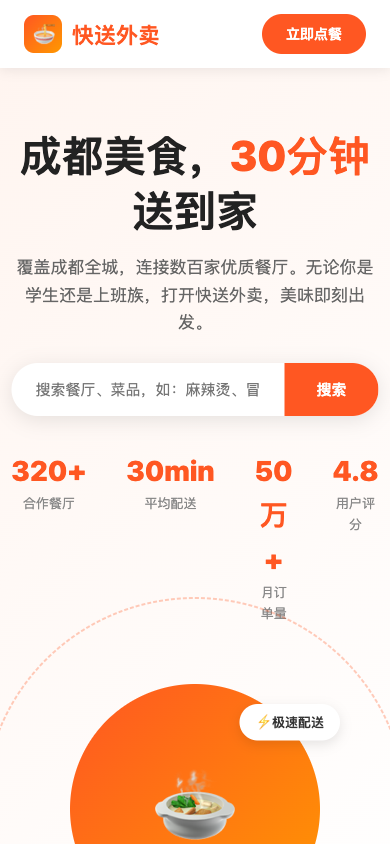 快送外卖
立即点餐
成都美食，30分钟
送到家
覆盖成都全城，连接数百家优质餐厅。无论你是
学生还是上班族，打开快送外卖，美味即刻出
发。
搜索餐厅、菜品，如：麻辣烫、冒
搜索
320+
合作餐厅
30min
平均配送
50
万
+
月订
单量
4.8
用户评
分
⚡极速配送